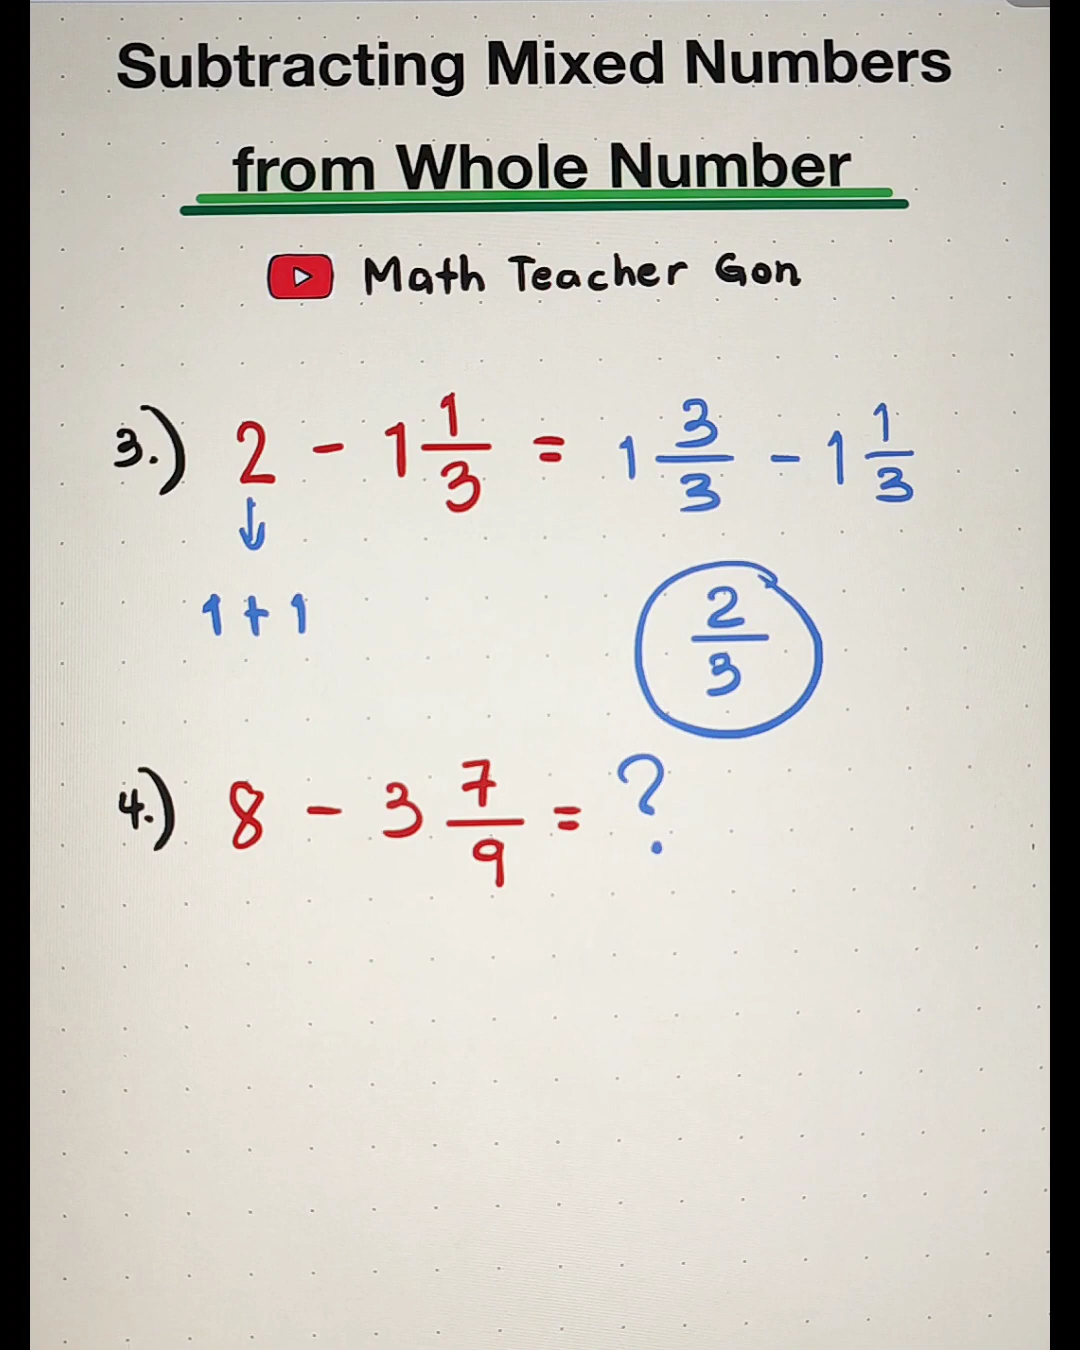 Subtracting Mixed Numbers
from Whole Number
Math Teacher Gon
3.) 2 - 1 1/3 = 1 3/3 - 1 1/3
↓
1 + 1
2/3
4.) 8 - 3 7/9 = ?